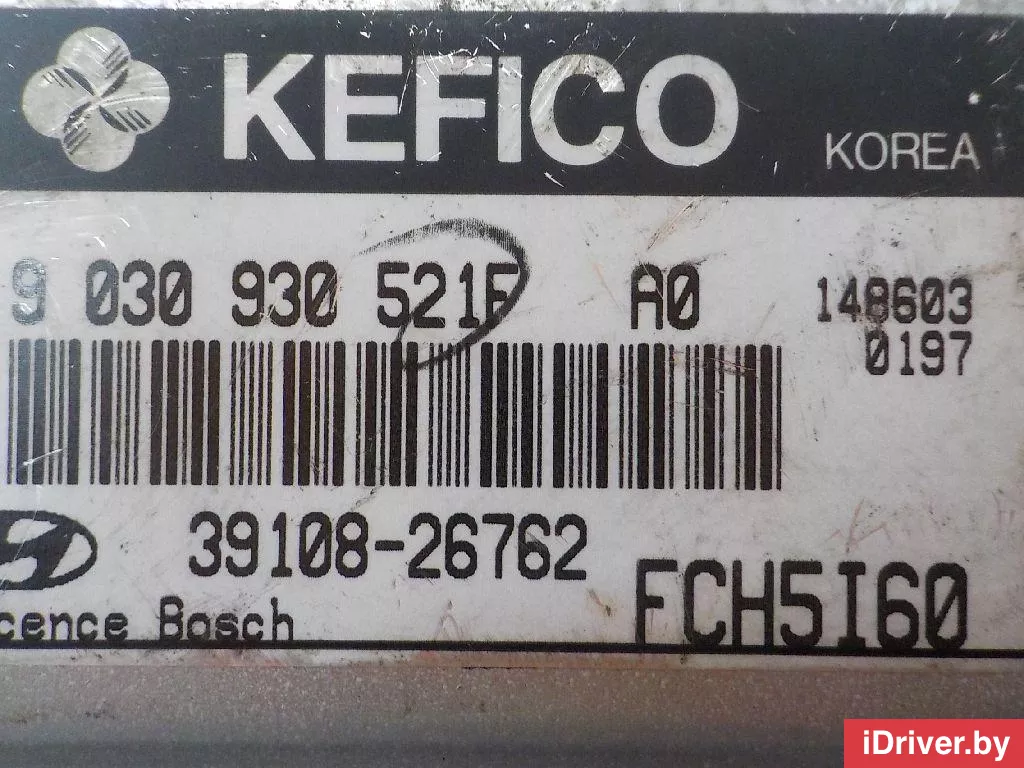 KEFICO
KOREA
9 030 930 521F A0 148603
0197
39108-26762
FCH5I60
cence Bosch
iDriver.by